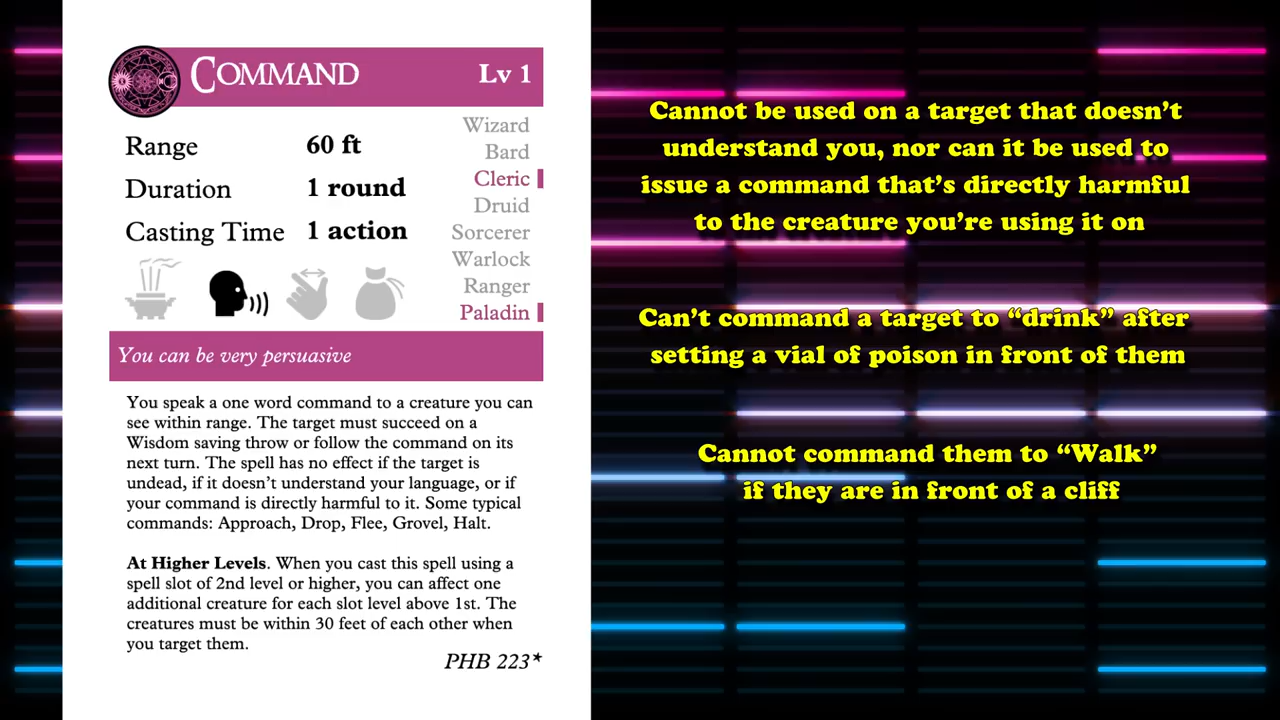 COMMAND Lv 1
Range 60 ft
Duration 1 round
Casting Time 1 action
Wizard
Bard
Cleric
Druid
Sorcerer
Warlock
Ranger
Paladin
You can be very persuasive
You speak a one word command to a creature you can
see within range. The target must succeed on a
Wisdom saving throw or follow the command on its
next turn. The spell has no effect if the target is
undead, if it doesn't understand your language, or if
your command is directly harmful to it. Some typical
commands: Approach, Drop, Flee, Grovel, Halt.
At Higher Levels. When you cast this spell using a
spell slot of 2nd level or higher, you can affect one
additional creature for each slot level above 1st. The
creatures must be within 30 feet of each other when
you target them.
PHB 223*
Cannot be used on a target that doesn't
understand you, nor can it be used to
issue a command that's directly harmful
to the creature you're using it on
Can't command a target to “drink” after
setting a vial of poison in front of them
Cannot command them to “Walk”
if they are in front of a cliff